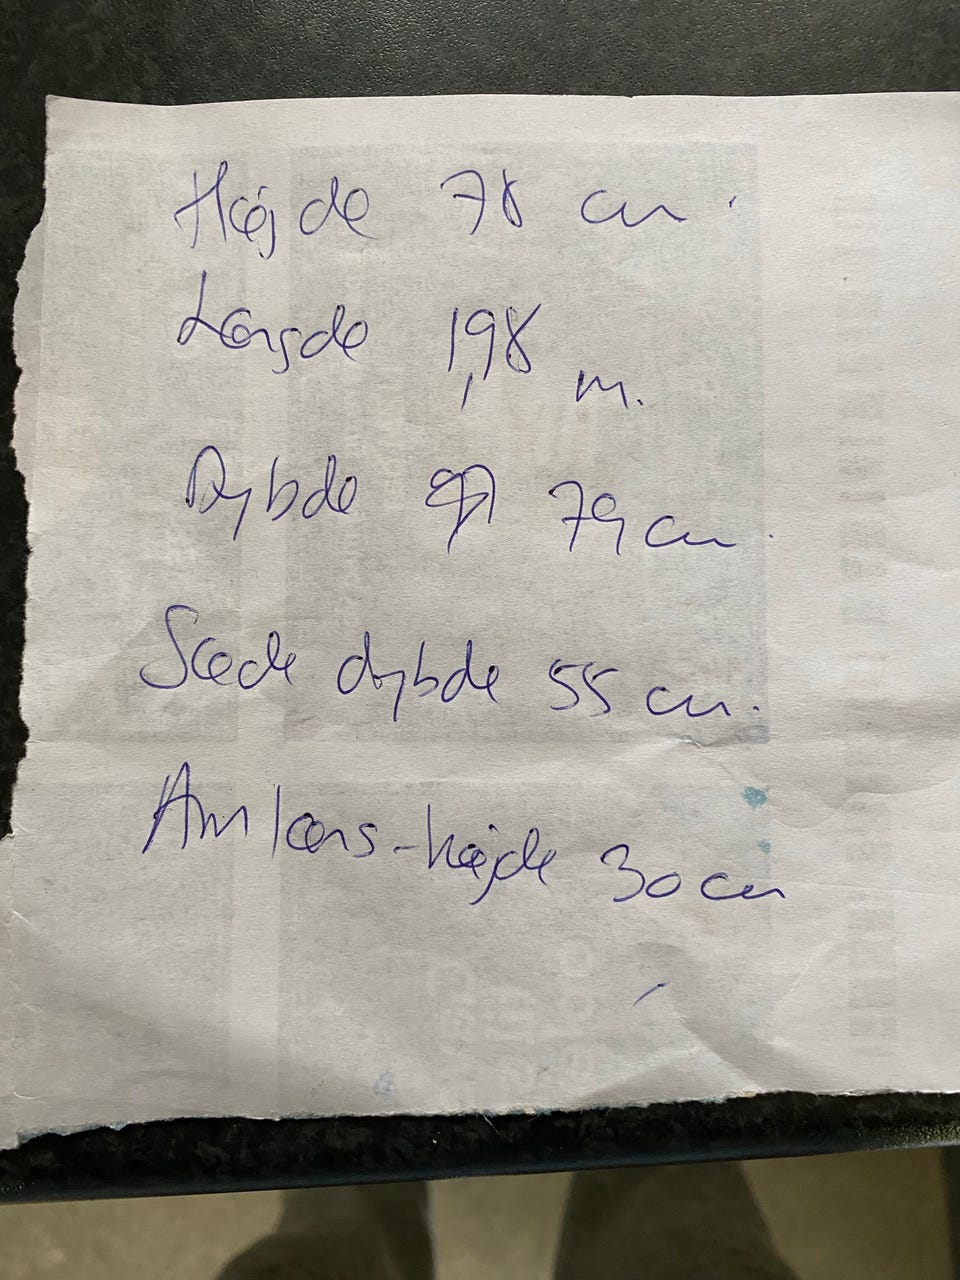 Højde 78 cm.
Længde 1,98 m.
Dybde 79 cm.
Sæde dybde 55 cm.
Armlæns-højde 30 cm